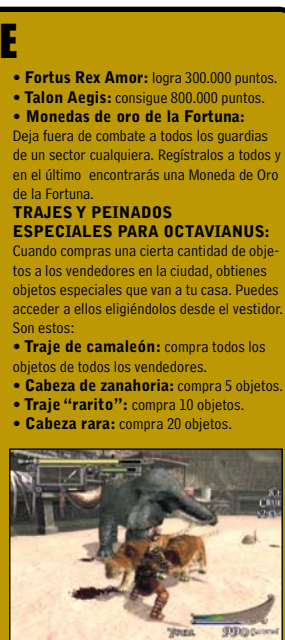 E
• Fortus Rex Amor: logra 300.000 puntos.
• Talon Aegis: consigue 800.000 puntos.
• Monedas de oro de la Fortuna:
Deja fuera de combate a todos los guardias
de un sector cualquiera. Regístralos a todos y
en el último encontrarás una Moneda de Oro
de la Fortuna.
TRAJES Y PEINADOS
ESPECIALES PARA OCTAVIANUS:
Cuando compras una cierta cantidad de obje-
tos a los vendedores en la ciudad, obtienes
objetos especiales que van a tu casa. Puedes
acceder a ellos eligiéndolos desde el vestidor.
Son estos:
• Traje de camaleón: compra todos los
objetos de todos los vendedores.
• Cabeza de zanahoria: compra 5 objetos.
• Traje “rarito”: compra 10 objetos.
• Cabeza rara: compra 20 objetos.